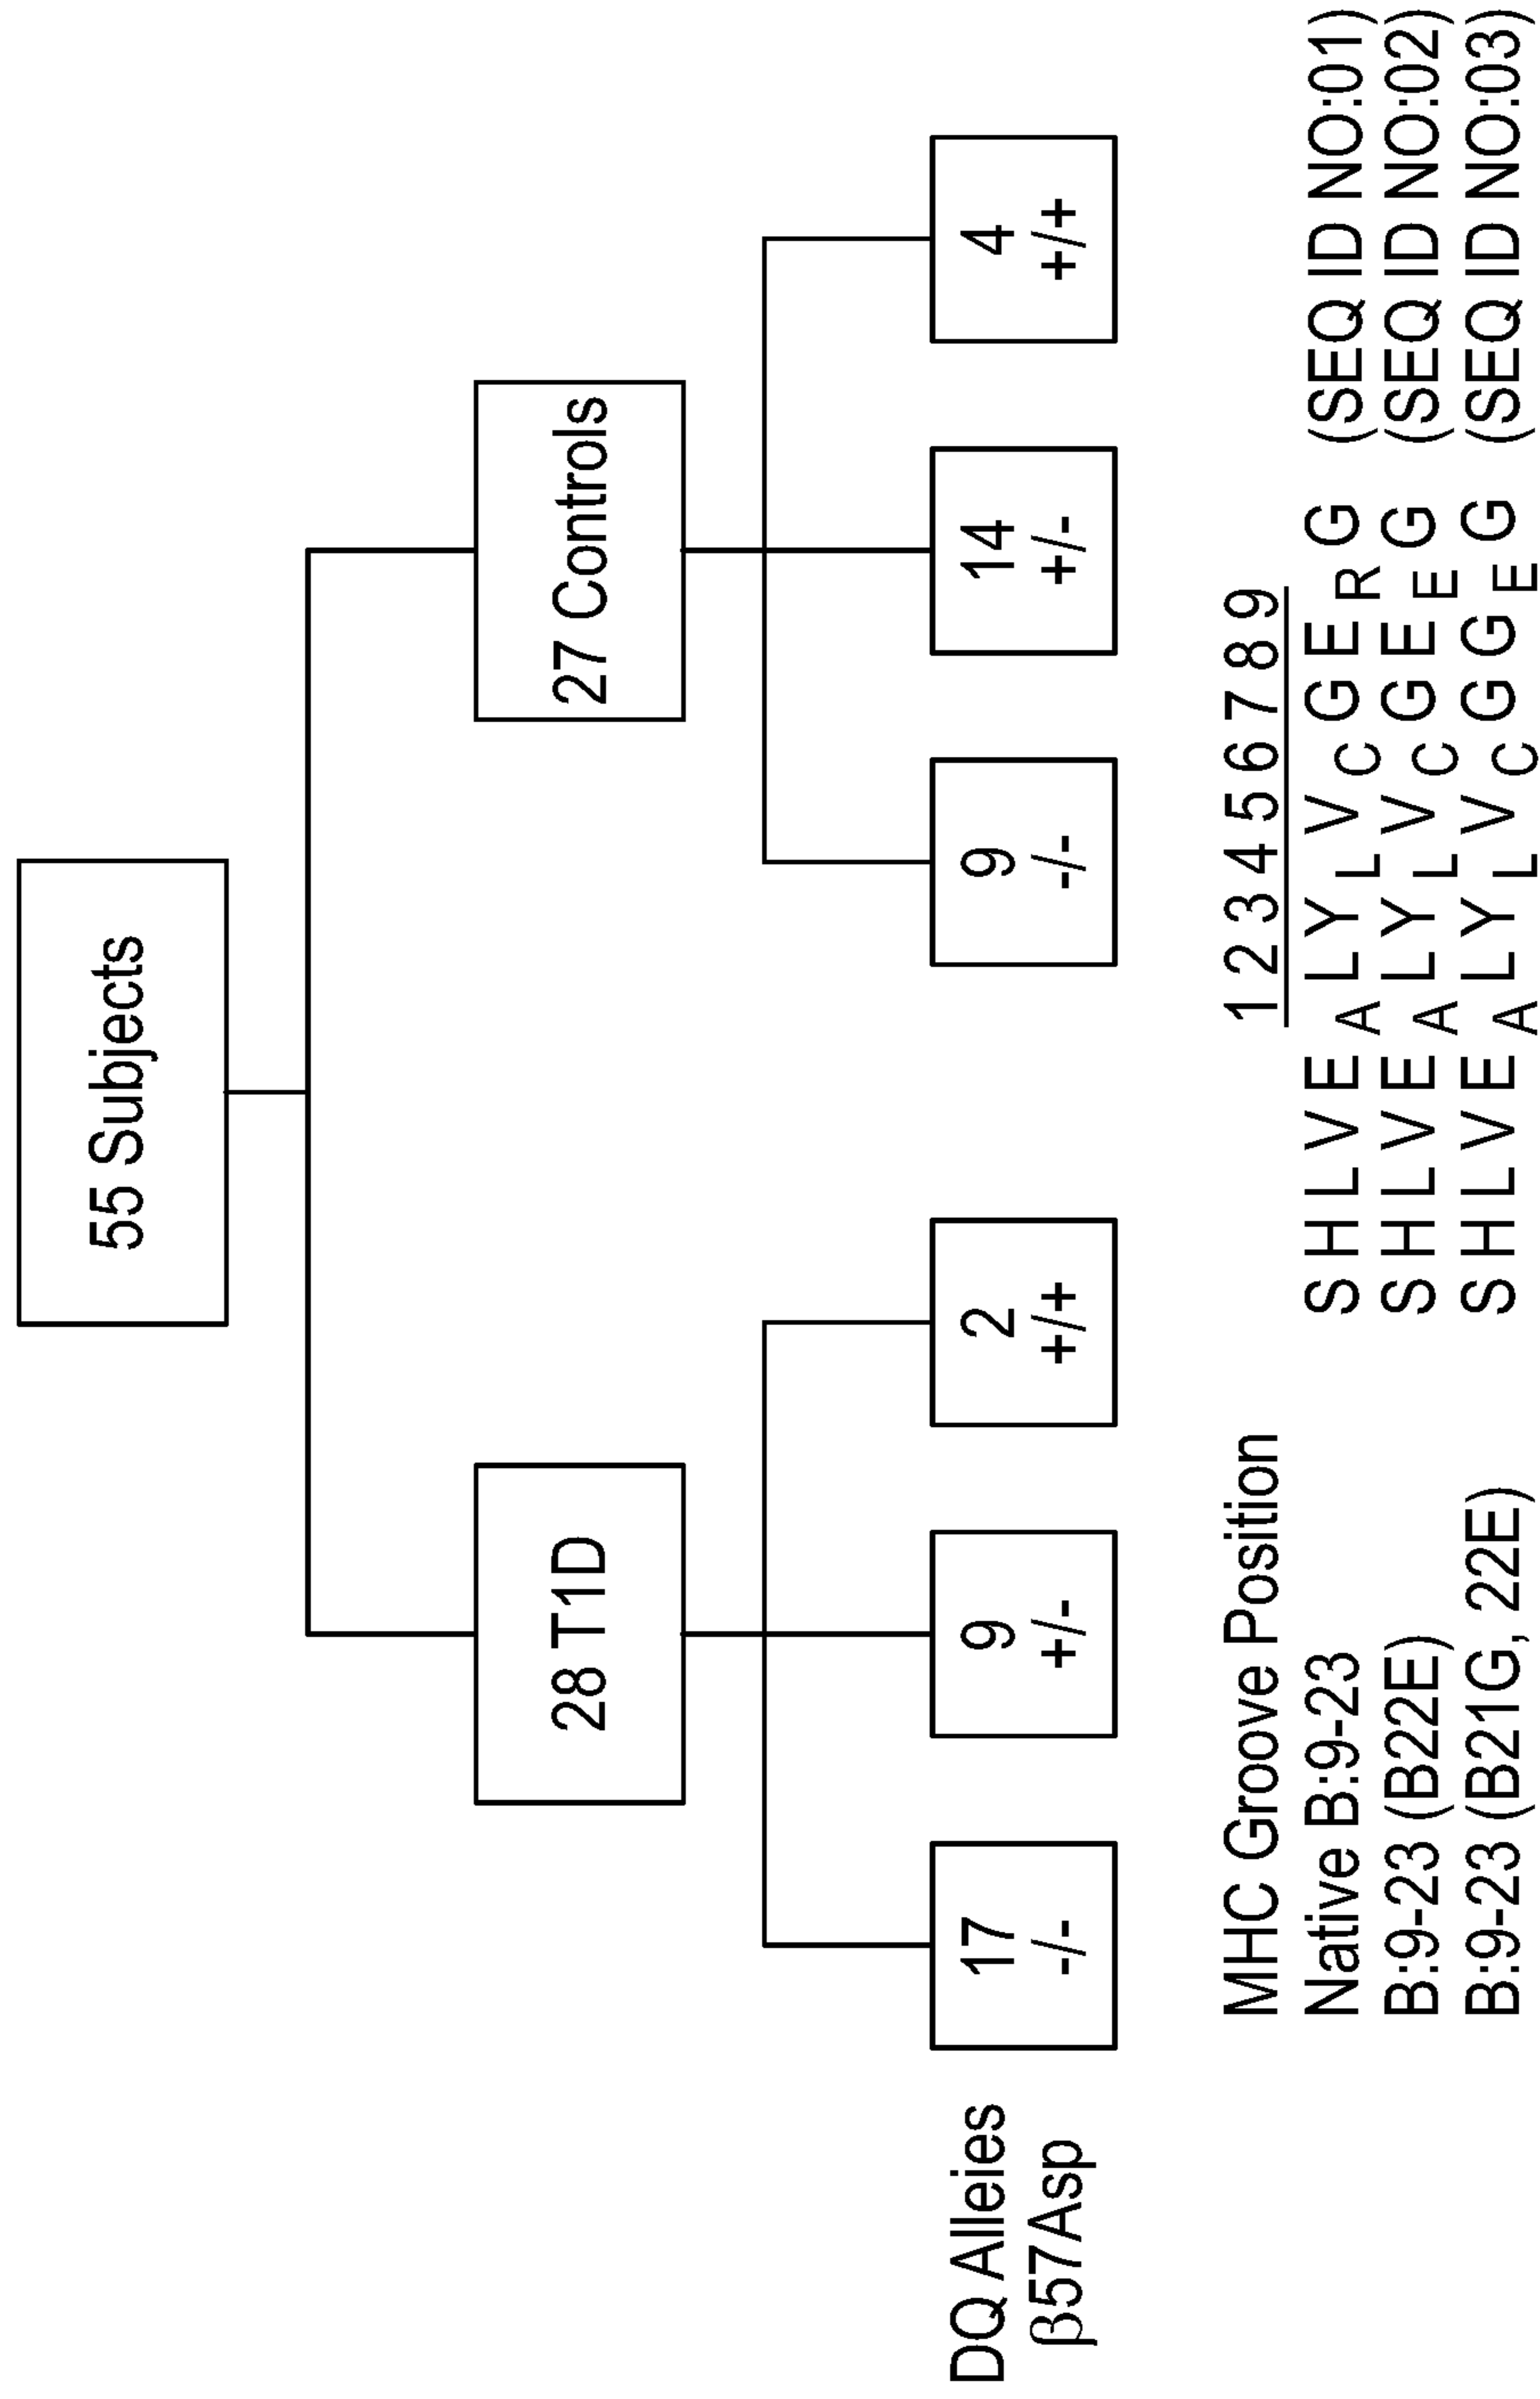 55 Subjects
28 T1D
27 Controls
DQ Alleies
β57Asp
17
-/-
9
+/-
2
+/+
9
-/-
14
+/-
4
+/+
MHC Groove Position 1 2 3 4 5 6 7 8 9
Native B:9-23 S H L V E A L Y L V C G E R G (SEQ ID NO:01)
B:9-23 (B22E) S H L V E A L Y L V C G E E G (SEQ ID NO:02)
B:9-23 (B21G, 22E) S H L V E A L Y L V C G G E G (SEQ ID NO:03)